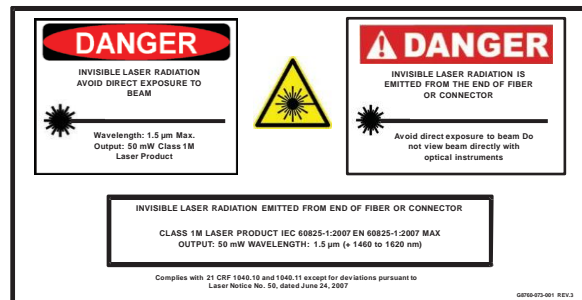 DANGER
INVISIBLE LASER RADIATION
AVOID DIRECT EXPOSURE TO
BEAM
Wavelength: 1.5 µm Max.
Output: 50 mW Class 1M
Laser Product
DANGER
INVISIBLE LASER RADIATION IS
EMITTED FROM THE END OF FIBER
OR CONNECTOR
Avoid direct exposure to beam Do
not view beam directly with
optical instruments
INVISIBLE LASER RADIATION EMITTED FROM END OF FIBER OR CONNECTOR
CLASS 1M LASER PRODUCT IEC 60825-1:2007 EN 60825-1:2007 MAX
OUTPUT: 50 mW WAVELENGTH: 1.5 µm (÷ 1460 to 1620 nm)
Complies with 21 CRF 1040.10 and 1040.11 except for deviations pursuant to
Laser Notice No. 50, dated June 24, 2007
G8760-073-001 REV.3